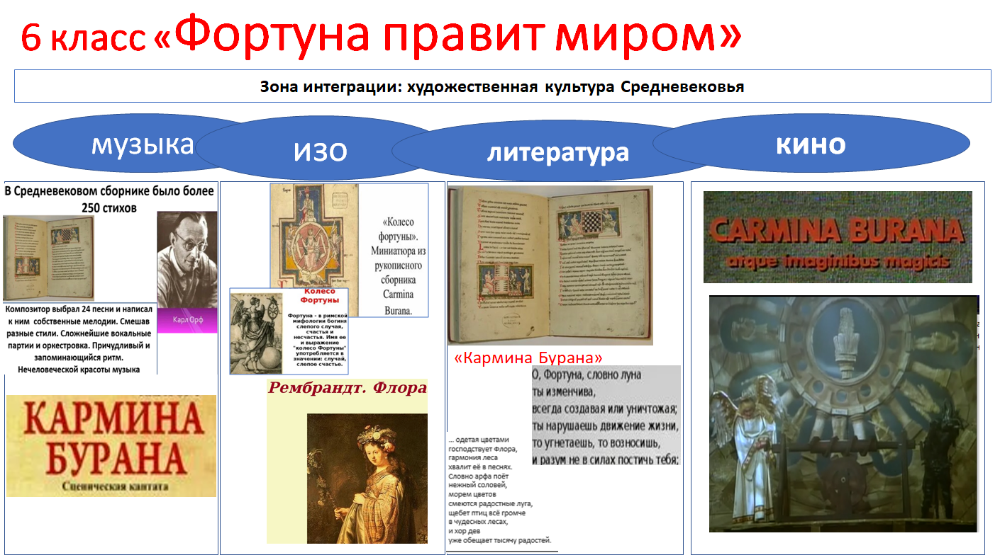 6 класс «Фортуна правит миром»
Зона интеграции: художественная культура Средневековья
музыка
ИЗО
литература
кино
В Средневековом сборнике было более
250 стихов
Карл Орф
Композитор выбрал 24 песни и написал
к ним собственные мелодии. Смешав
разные стили. Сложнейшие вокальные
партии и оркестровка. Причудливый и
запоминающийся ритм.
Нечеловеческой красоты музыка
КАРМИНА
БУРАНА
Сценическая кантата
«Колесо
фортуны».
Миниатюра из
рукописного
сборника
Carmina
Burana.
Колесо
Фортуны
Фортуна - в римской
мифологии богиня
слепого случая,
счастья и
несчастья. Имя ее
и выражение
"колесо Фортуны"
употребляется в
значении: случай,
слепое счастье.
Рембрандт. Флора
«Кармина Бурана»
О, Фортуна, словно луна
ты изменчива,
всегда создавая или уничтожая;
ты нарушаешь движение жизни,
то угнетаешь, то возносишь,
и разум не в силах постичь тебя;
... одетая цветами
господствует Флора,
гармония леса
хвалит её в песнях.
Словно арфа поёт
нежный соловей,
морем цветов
смеются радостные луга,
щебет птиц всё громче
в чудесных лесах,
и хор дев
уже обещает тысячу радостей.
CARMINA BURANA
atque imaginibus magicis